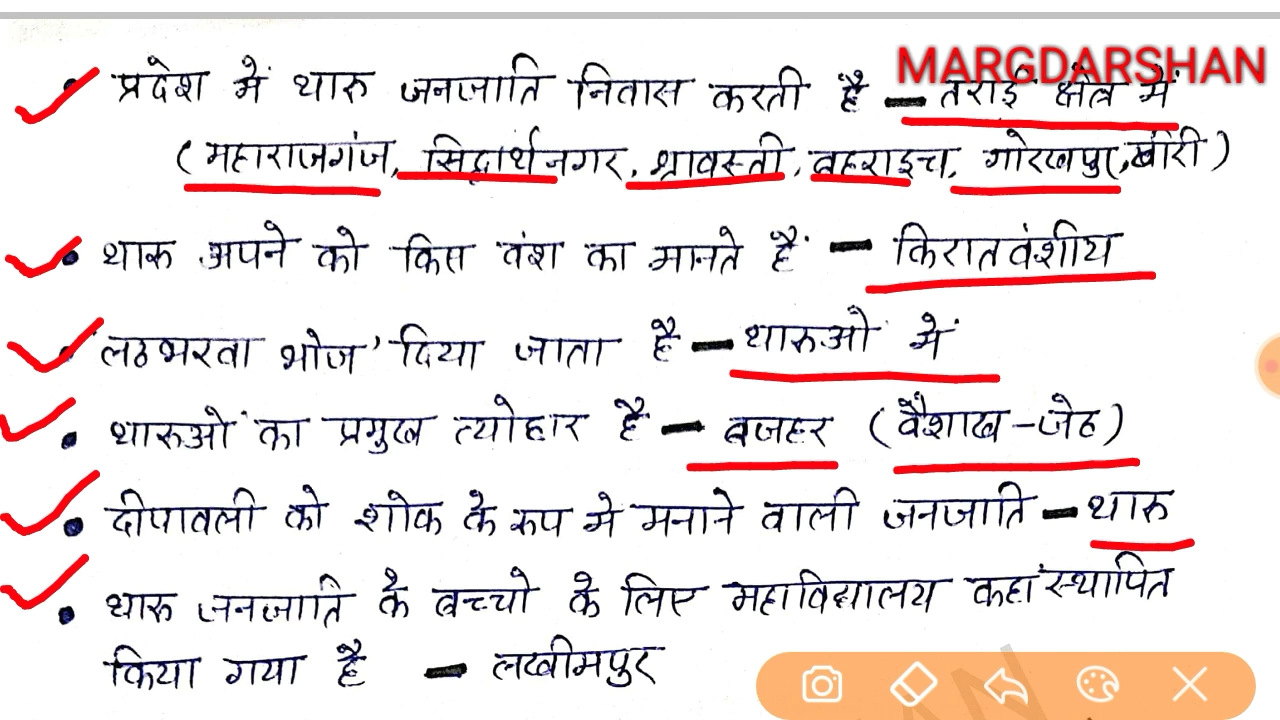 MARGDARSHAN
• प्रदेश में थारू जनजाति निवास करती है – तराई क्षेत्र में
(महाराजगंज, सिद्धार्थनगर, श्रावस्ती, बहराइच, गोरखपुर, खीरी)
• थारू अपने को किस वंश का मानते हैं – किरातवंशीय
• लठभरवा भोज' दिया जाता है – थारूओं में
• थारूओं का प्रमुख त्योहार है – बजहर (वैशाख – जेठ)
• दीपावली को शोक के रूप में मनाने वाली जनजाति – थारू
• थारू जनजाति के बच्चो के लिए महाविद्यालय कहां स्थापित
किया गया है – लखीमपुर